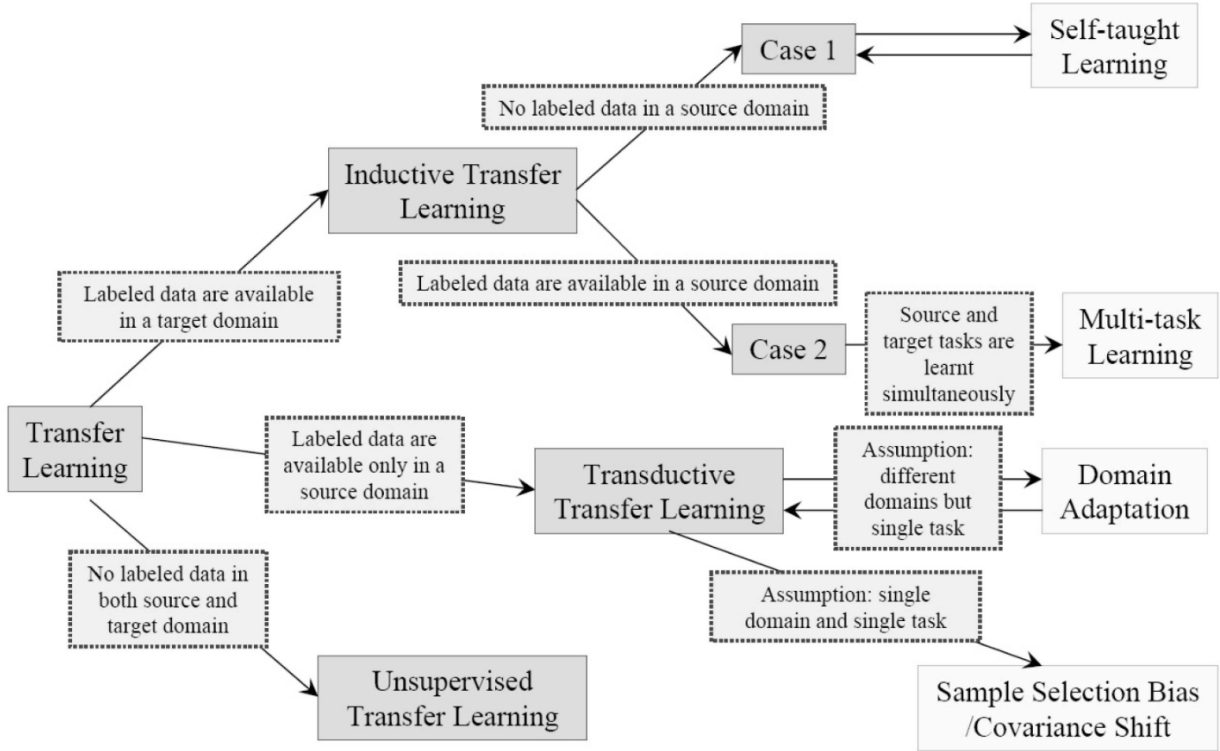 Case 1
Self-taught
Learning
No labeled data in a source domain
Inductive Transfer
Learning
Labeled data are available
in a target domain
Labeled data are available in a source domain
Case 2
Source and
target tasks are
learnt
simultaneously
Multi-task
Learning
Transfer
Learning
Labeled data are
available only in a
source domain
Transductive
Transfer Learning
Assumption:
different
domains but
single task
Domain
Adaptation
No labeled data in
both source and
target domain
Assumption: single
domain and single task
Unsupervised
Transfer Learning
Sample Selection Bias
/Covariance Shift